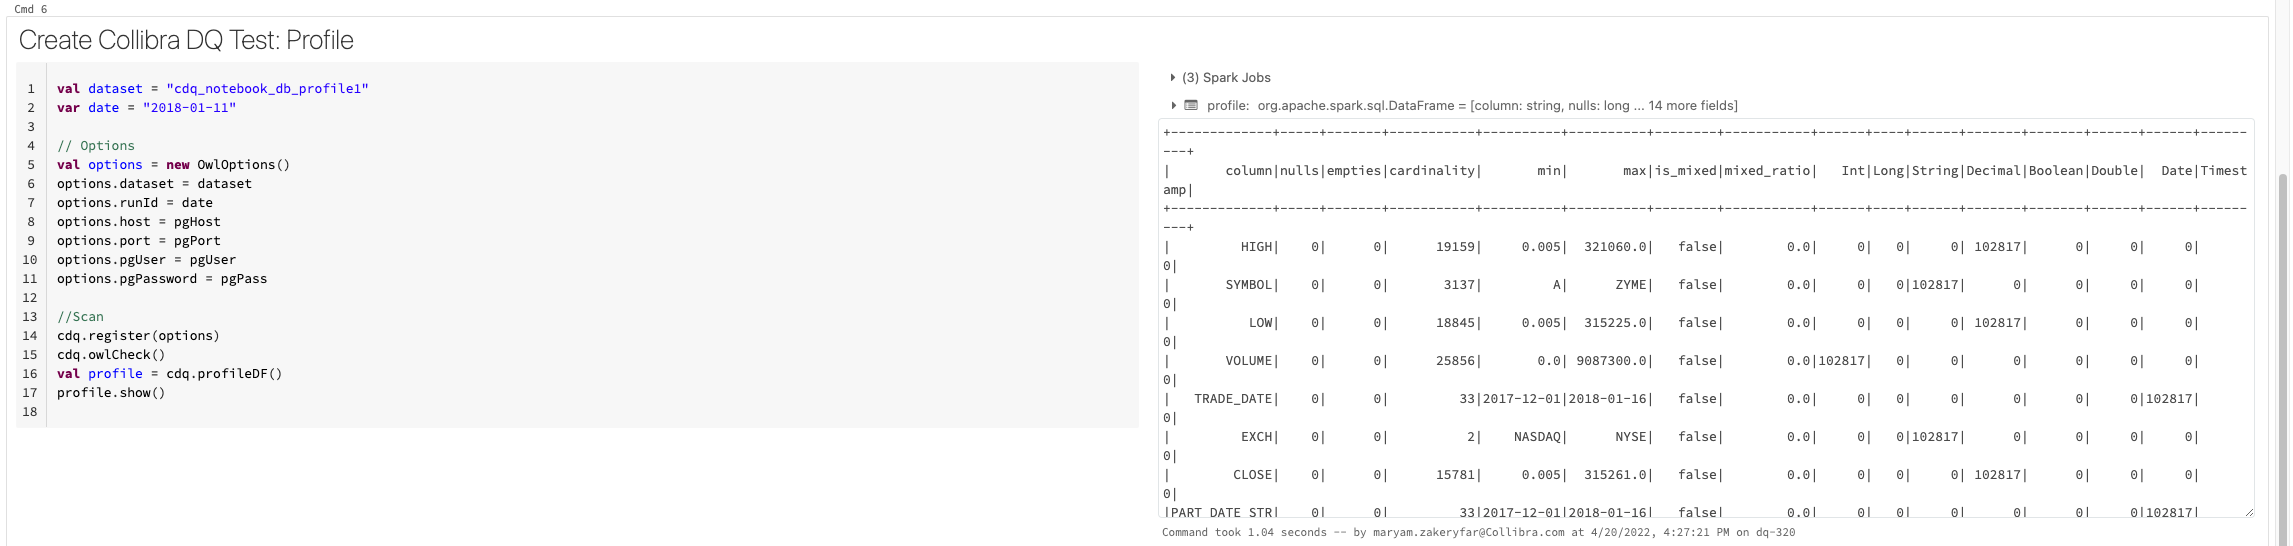 Cmd 6
Create Collibra DQ Test: Profile
1 val dataset = "cdq_notebook_db_profile1"
2 var date = "2018-01-11"
3
4 // Options
5 val options = new OwlOptions()
6 options.dataset = dataset
7 options.runId = date
8 options.host = pgHost
9 options.port = pgPort
10 options.pgUser = pgUser
11 options.pgPassword = pgPass
12
13 //Scan
14 cdq.register(options)
15 cdq.owlCheck()
16 val profile = cdq.profileDF()
17 profile.show()
18
(3) Spark Jobs
profile: org.apache.spark.sql.DataFrame = [column: string, nulls: long ... 14 more fields]
+-------------+-----+-------+-----------+----------+----------+--------+-----------+------+----+------+-------+-------+------+------+------
---+
|       column|nulls|empties|cardinality|       min|       max|is_mixed|mixed_ratio|   Int|Long|String|Decimal|Boolean|Double|  Date|Timest
amp|
+-------------+-----+-------+-----------+----------+----------+--------+-----------+------+----+------+-------+-------+------+------+------
---+
|         HIGH|    0|      0|      19159|     0.005|  321060.0|   false|        0.0|     0|   0|     0| 102817|      0|     0|     0|
0|
|       SYMBOL|    0|      0|       3137|         A|      ZYME|   false|        0.0|     0|   0|102817|      0|      0|     0|     0|
0|
|          LOW|    0|      0|      18845|     0.005|  315225.0|   false|        0.0|     0|   0|     0| 102817|      0|     0|     0|
0|
|       VOLUME|    0|      0|      25856|       0.0| 9087300.0|   false|        0.0|102817|   0|     0|      0|      0|     0|     0|
0|
|   TRADE_DATE|    0|      0|         33|2017-12-01|2018-01-16|   false|        0.0|     0|   0|     0|      0|      0|     0|102817|
0|
|         EXCH|    0|      0|          2|    NASDAQ|      NYSE|   false|        0.0|     0|   0|102817|      0|      0|     0|     0|
0|
|        CLOSE|    0|      0|      15781|     0.005|  315261.0|   false|        0.0|     0|   0|     0| 102817|      0|     0|     0|
0|
|PART_DATE_STR|    0|      0|         33|2017-12-01|2018-01-16|   false|        0.0|     0|   0|     0|      0|      0|     0|102817|
Command took 1.04 seconds -- by maryam.zakeryfar@Collibra.com at 4/20/2022, 4:27:21 PM on dq-320